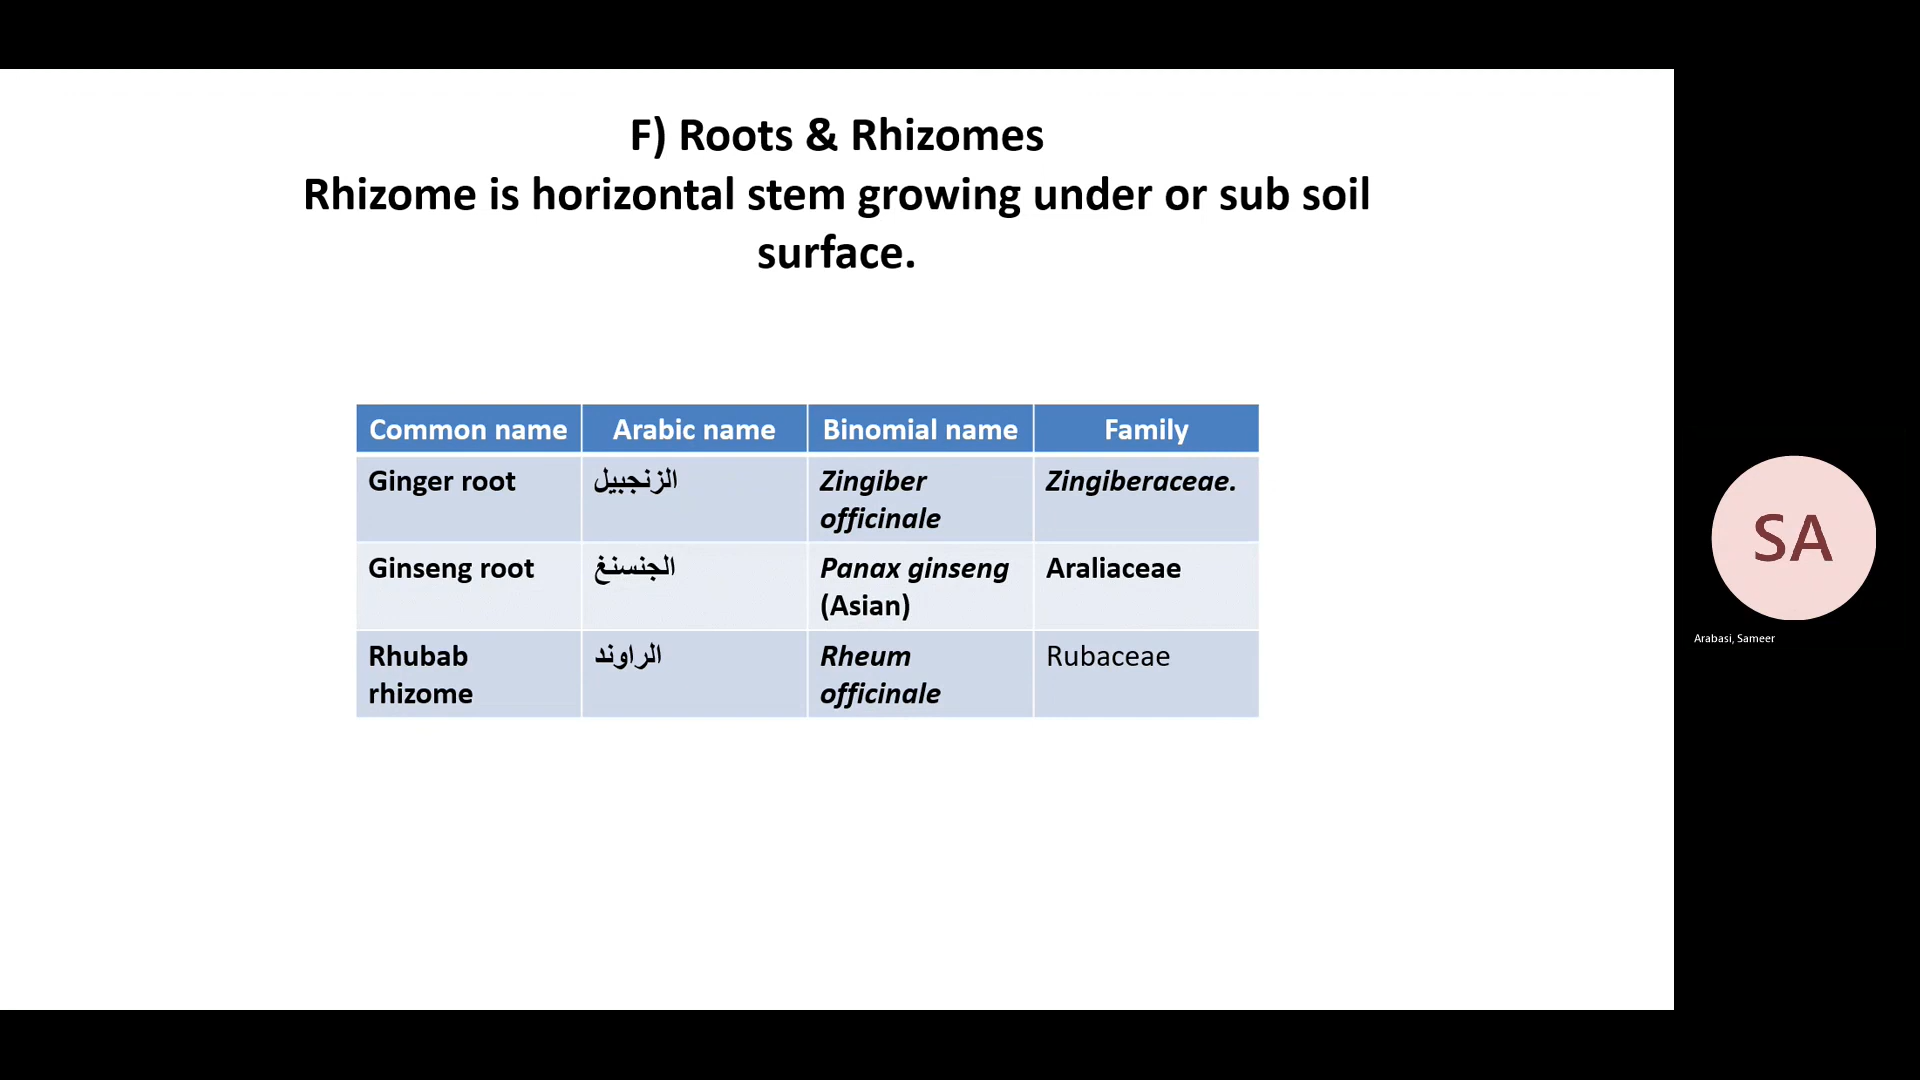 F) Roots & Rhizomes
Rhizome is horizontal stem growing under or sub soil
surface.
Common name Arabic name Binomial name Family
Ginger root الزنجبيل Zingiber Zingiberaceae.
officinale
Ginseng root الجنسنغ Panax ginseng Araliaceae
(Asian)
Rhubab الراوند Rheum Rubaceae
rhizome officinale
SA
Arabasi, Sameer